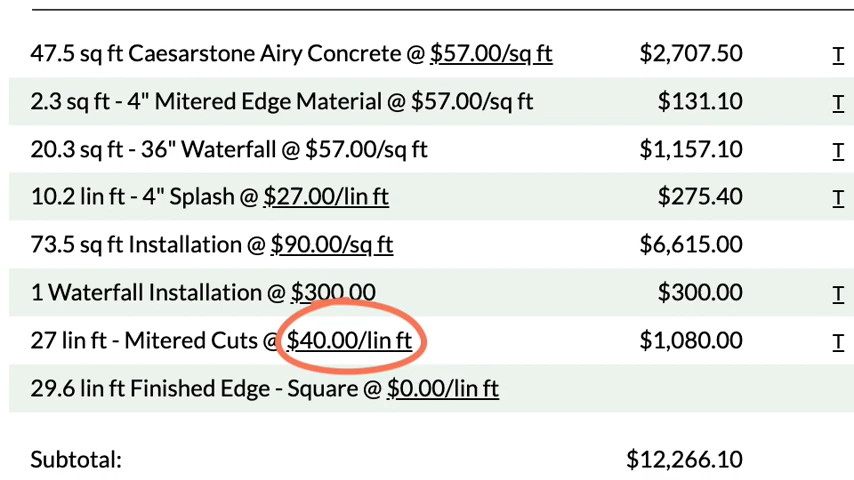 47.5 sq ft Caesarstone Airy Concrete @ $57.00/sq ft $2,707.50 T
2.3 sq ft - 4" Mitered Edge Material @ $57.00/sq ft $131.10 T
20.3 sq ft - 36" Waterfall @ $57.00/sq ft $1,157.10 T
10.2 lin ft - 4" Splash @ $27.00/lin ft $275.40 T
73.5 sq ft Installation @ $90.00/sq ft $6,615.00
1 Waterfall Installation @ $300.00 $300.00 T
27 lin ft - Mitered Cuts @ $40.00/lin ft $1,080.00 T
29.6 lin ft Finished Edge - Square @ $0.00/lin ft
Subtotal: $12,266.10